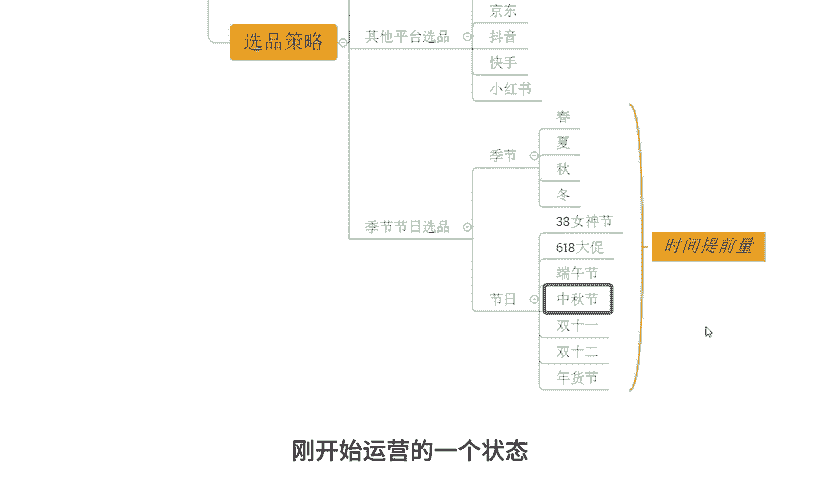 京东
选品策略
其他平台选品
抖音
快手
小红书
春
季节
夏
秋
冬
38女神节
季节节日选品
618大促
时间提前量
端午节
节日
中秋节
双十一
双十二
年货节
刚开始运营的一个状态